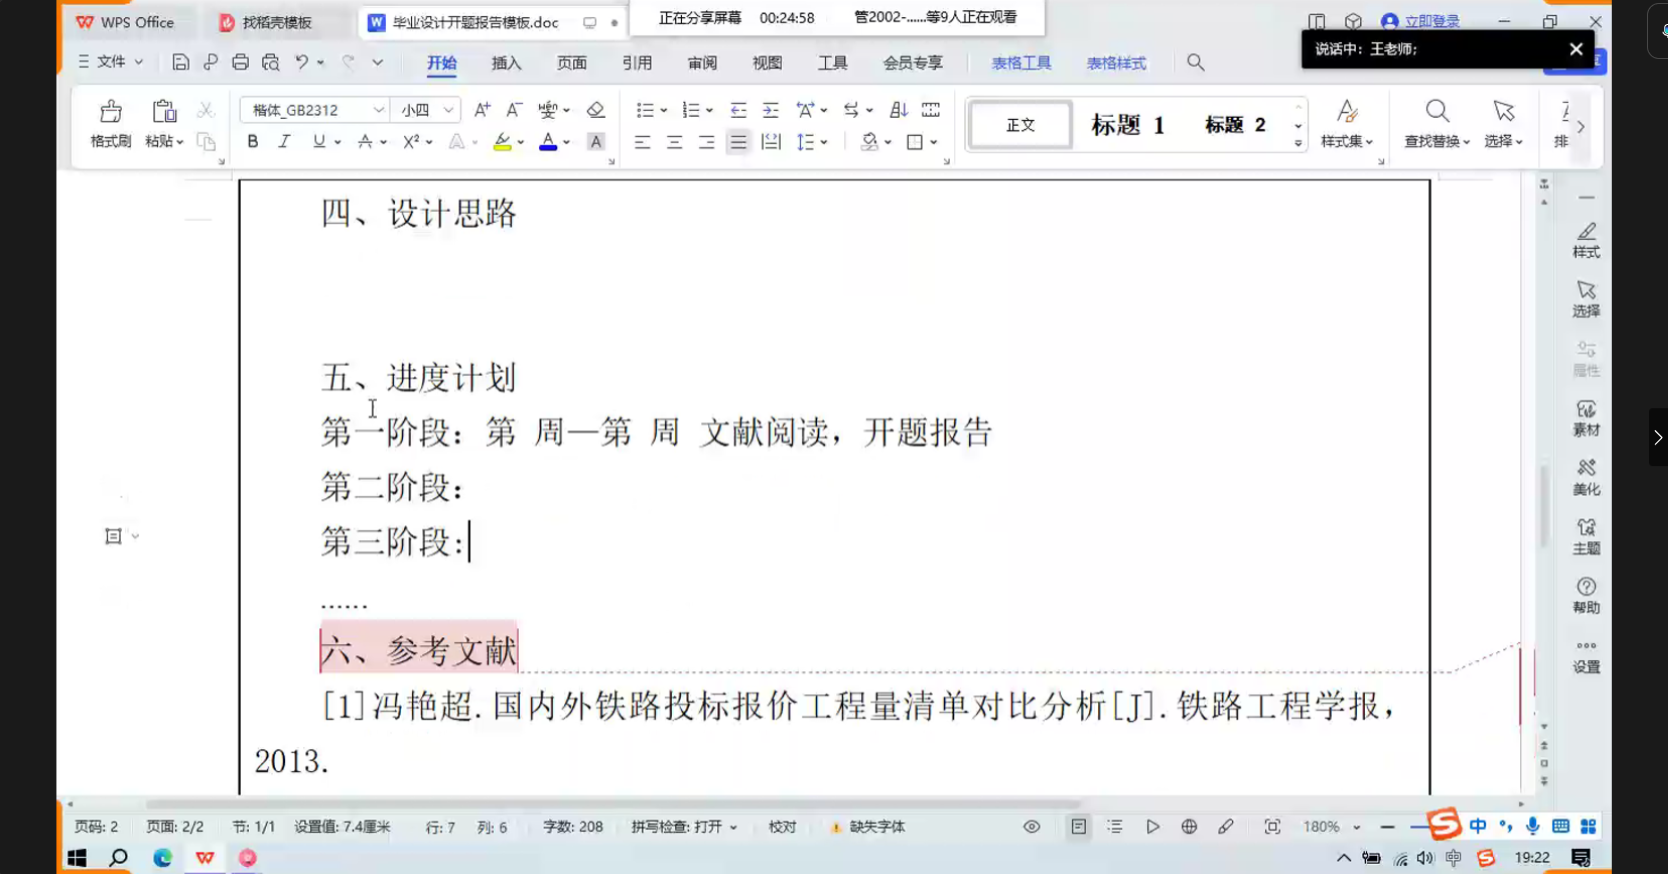 WPS Office
找稻壳模板
毕业设计开题报告模板.doc
正在分享屏幕 00:24:58 管2002-......等9人正在观看
立即登录
说话中：王老师;
文件
开始 插入 页面 引用 审阅 视图 工具 会员专享 表格工具 表格样式
格式刷
粘贴
楷体_GB2312
小四
正文
标题 1
标题 2
样式集
查找替换
选择
排
四、设计思路
五、进度计划
第一阶段：第 周—第 周 文献阅读，开题报告
第二阶段：
第三阶段:
......
六、参考文献
[1]冯艳超.国内外铁路投标报价工程量清单对比分析[J].铁路工程学报，
2013.
样式
选择
属性
素材
美化
主题
帮助
设置
页码: 2 页面: 2/2 节: 1/1 设置值: 7.4厘米 行: 7 列: 6 字数: 208 拼写检查: 打开 校对 缺失字体 180%
中
中
19:22